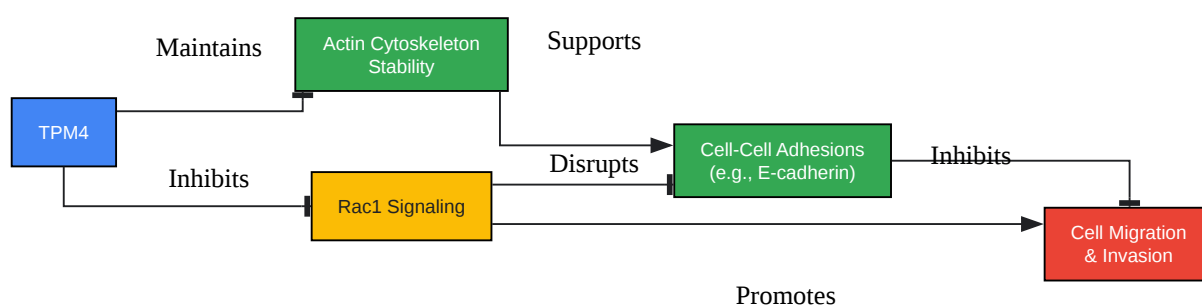 Maintains
Actin Cytoskeleton
Stability
Supports
TPM4
Inhibits
Rac1 Signaling
Disrupts
Cell-Cell Adhesions
(e.g., E-cadherin)
Inhibits
Cell Migration
& Invasion
Promotes